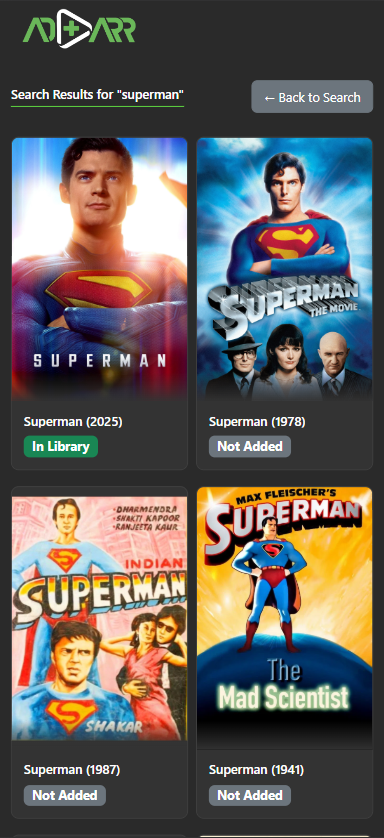 AD+ARR
Search Results for "superman"
← Back to Search
SUPERMAN
Superman (2025)
In Library
SUPERMAN
THE MOVIE
Superman (1978)
Not Added
•DHARMENDRA
•SHAKTI KAPOOR
•RANJEETA KAUR
INDIAN
SUPERMAN
SHAKAR
Superman (1987)
Not Added
MAX FLEISCHER'S
SUPERMAN
The
Mad Scientist
Superman (1941)
Not Added